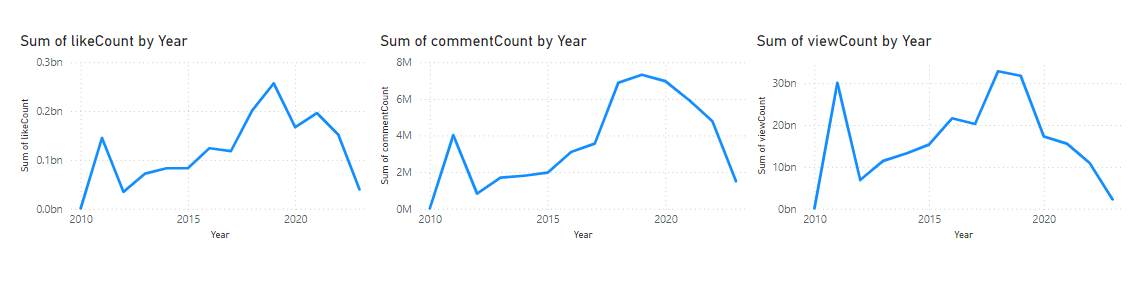 Sum of likeCount by Year
0.3bn
0.2bn
0.1bn
0.0bn
Sum of likeCount
2010 2015 2020
Year
Sum of commentCount by Year
8M
6M
4M
2M
0M
Sum of commentCount
2010 2015 2020
Year
Sum of viewCount by Year
30bn
20bn
10bn
0bn
Sum of viewCount
2010 2015 2020
Year